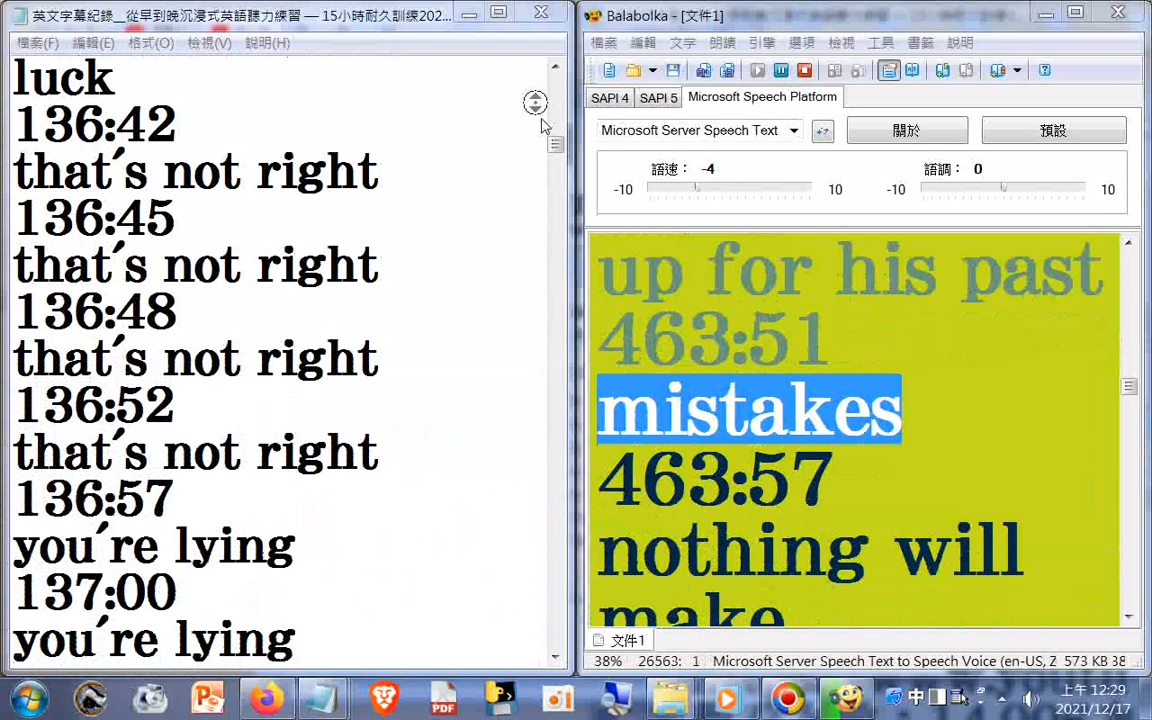 英文字幕紀錄__從早到晚沉浸式英語聽力練習 — 15小時耐久訓練202...
檔案(F) 編輯(E) 格式(O) 檢視(V) 說明(H)
luck
136:42
that's not right
136:45
that's not right
136:48
that's not right
136:52
that's not right
136:57
you're lying
137:00
you're lying
Balabolka - [文件1]
檔案 編輯 文字 朗讀 引擎 選項 檢視 工具 書籤 說明
SAPI 4 SAPI 5 Microsoft Speech Platform
Microsoft Server Speech Text 關於 預設
語速： -4 語調： 0
-10 10 -10 10
up for his past
463:51
mistakes
463:57
nothing will
make
文件1
38% 26563: 1 Microsoft Server Speech Text to Speech Voice (en-US, Z 573 KB 38
PDF 中 上午 12:29
2021/12/17